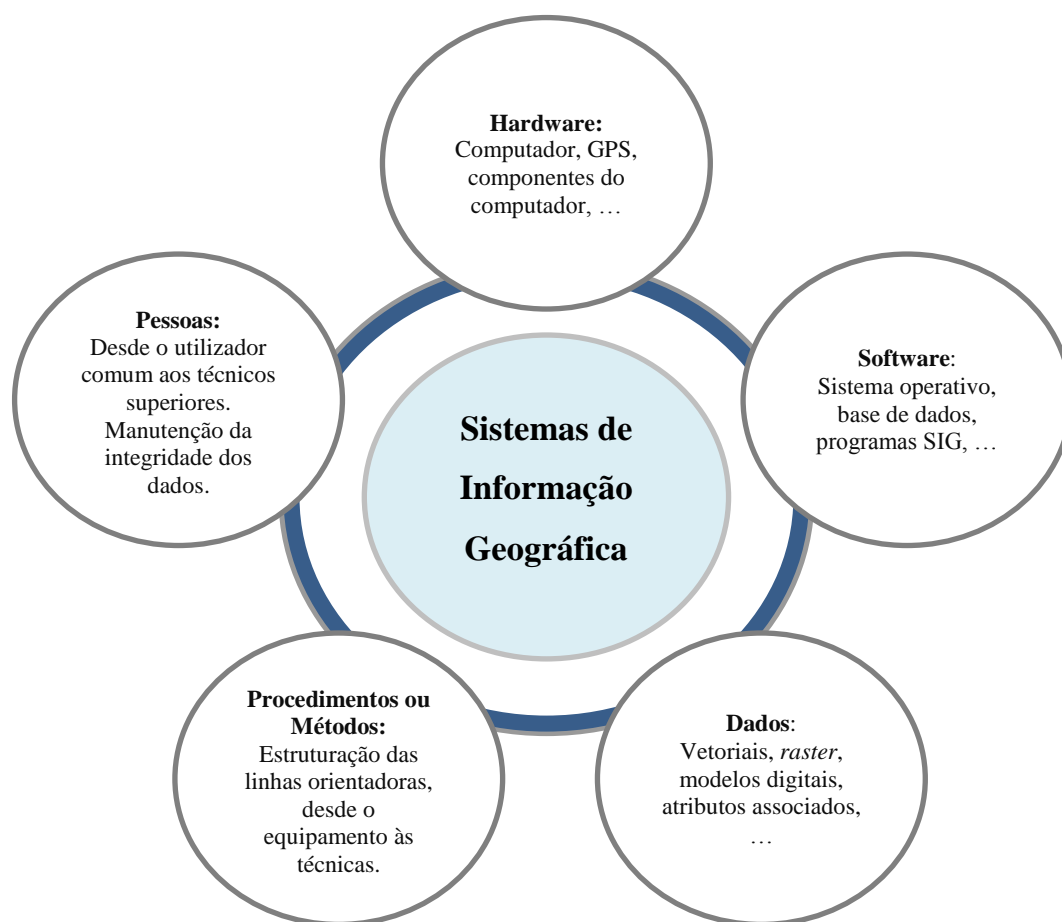 Hardware:
Computador, GPS,
componentes do
computador, …
Pessoas:
Desde o utilizador
comum aos técnicos
superiores.
Manutenção da
integridade dos
dados.
Software:
Sistema operativo,
base de dados,
programas SIG, …
Sistemas de
Informação
Geográfica
Procedimentos ou
Métodos:
Estruturação das
linhas orientadoras,
desde o
equipamento às
técnicas.
Dados:
Vetoriais, raster,
modelos digitais,
atributos associados,
…